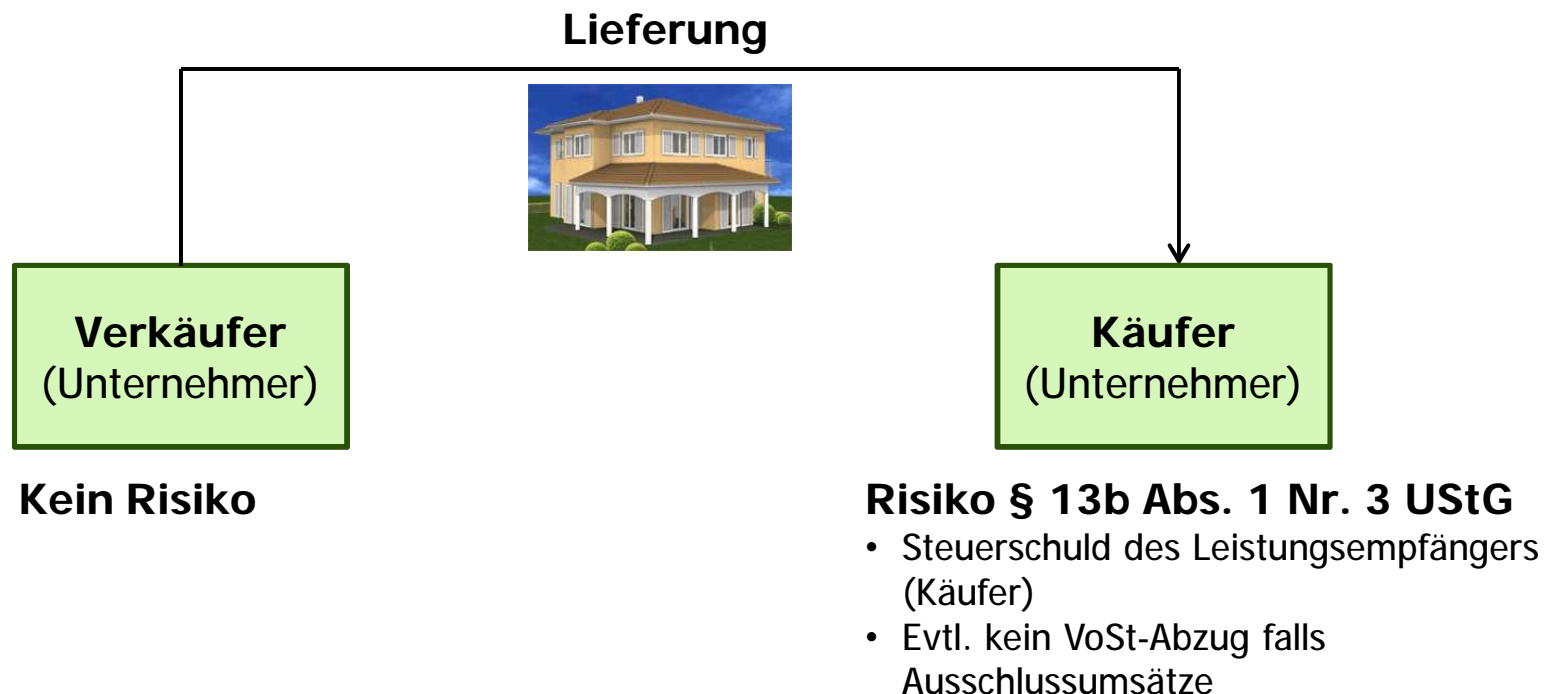 Lieferung
Verkäufer
(Unternehmer)
Käufer
(Unternehmer)
Kein Risiko
Risiko § 13b Abs. 1 Nr. 3 UStG
• Steuerschuld des Leistungsempfängers
(Käufer)
• Evtl. kein VoSt-Abzug falls
Ausschlussumsätze